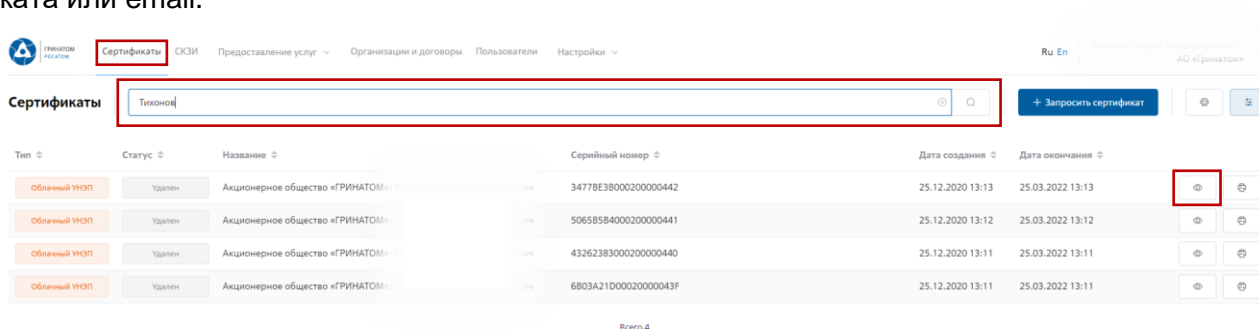 ката или email.
ГРИНАТОМ
РОСАТОМ
Сертификаты СКЗИ Предоставление услуг Организации и договоры Пользователи Настройки Ru En
АО «Гринатом»
Сертификаты Тихонов + Запросить сертификат
Тип Статус Название Серийный номер Дата создания Дата окончания
Облачный УНЭП Удален Акционерное общество «ГРИНАТОМ» 3477BE3B000200000442 25.12.2020 13:13 25.03.2022 13:13
Облачный УНЭП Удален Акционерное общество «ГРИНАТОМ» 5065B5B4000200000441 25.12.2020 13:12 25.03.2022 13:12
Облачный УНЭП Удален Акционерное общество «ГРИНАТОМ» 43262383000200000440 25.12.2020 13:11 25.03.2022 13:11
Облачный УНЭП Удален Акционерное общество «ГРИНАТОМ» 6B03A21D00020000043F 25.12.2020 13:11 25.03.2022 13:11
Всего 4